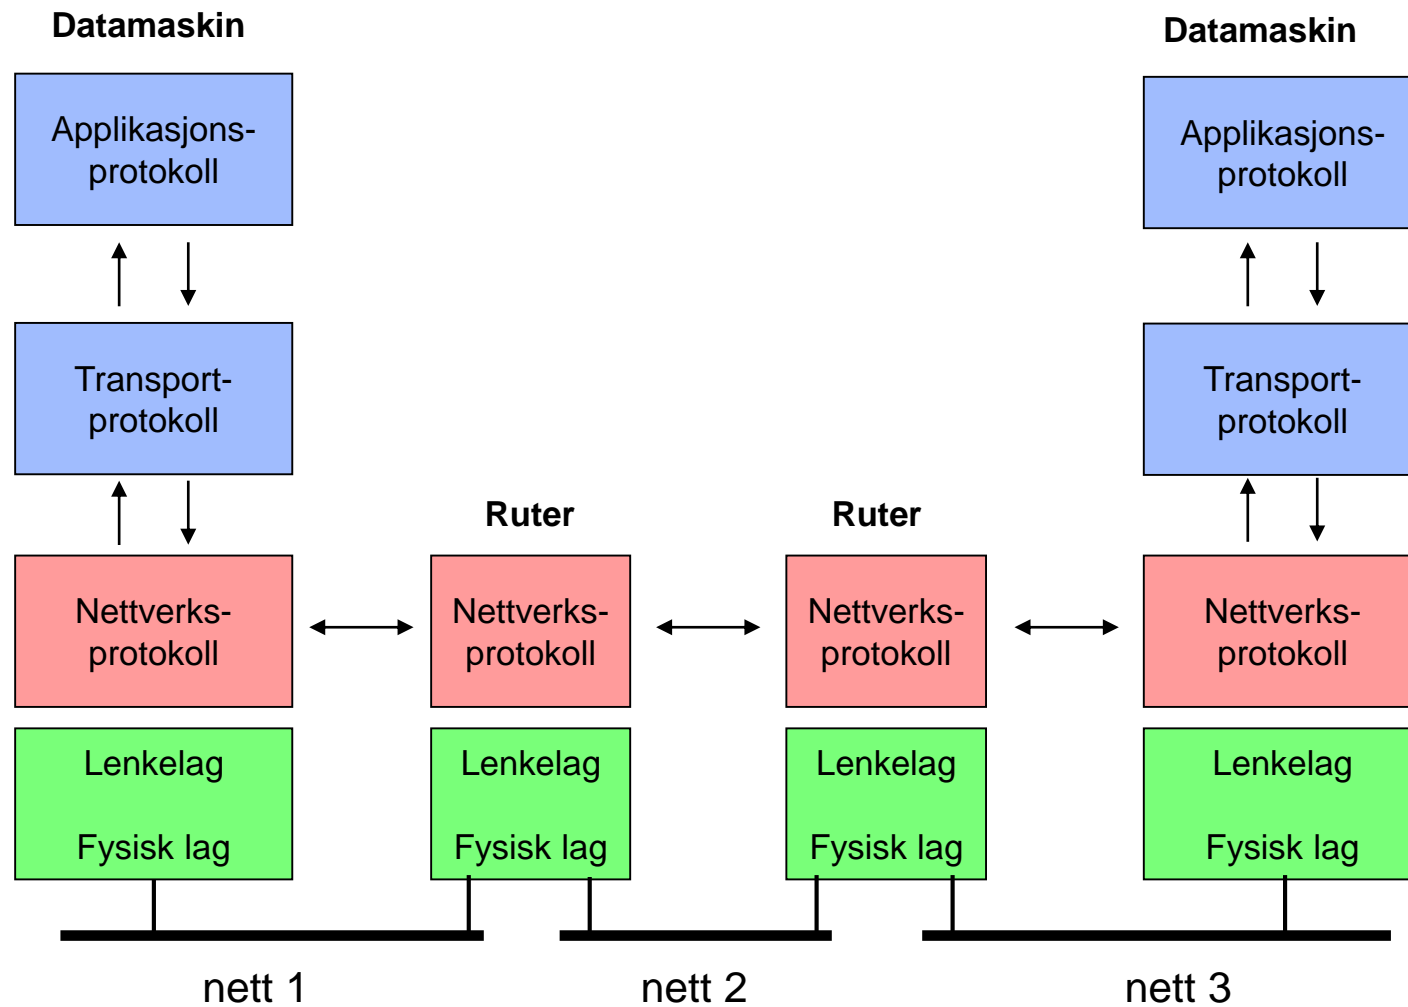 Datamaskin
Datamaskin
Applikasjons-
protokoll
Applikasjons-
protokoll
Transport-
protokoll
Transport-
protokoll
Ruter
Ruter
Nettverks-
protokoll
Nettverks-
protokoll
Nettverks-
protokoll
Nettverks-
protokoll
Lenkelag
Fysisk lag
Lenkelag
Fysisk lag
Lenkelag
Fysisk lag
Lenkelag
Fysisk lag
nett 1
nett 2
nett 3